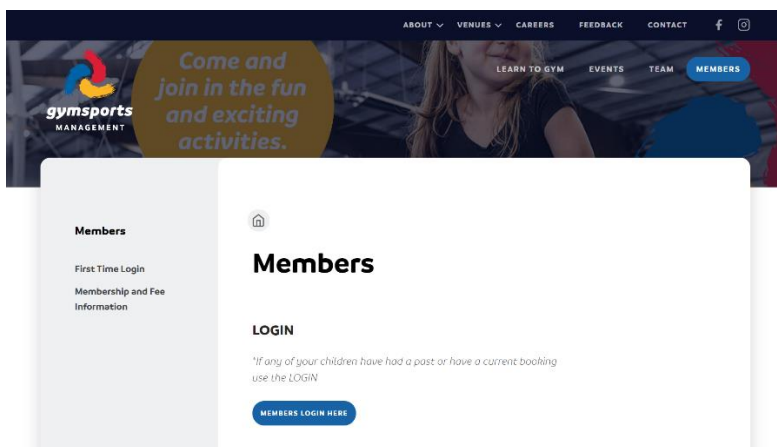 ABOUT VENUES CAREERS FEEDBACK CONTACT
gymsports
MANAGEMENT
Come and
join in the fun
and exciting
activities.
LEARN TO GYM EVENTS TEAM MEMBERS
Members
First Time Login
Membership and Fee
Information
Members
LOGIN
*If any of your children have had a past or have a current booking
use the LOGIN
MEMBERS LOGIN HERE